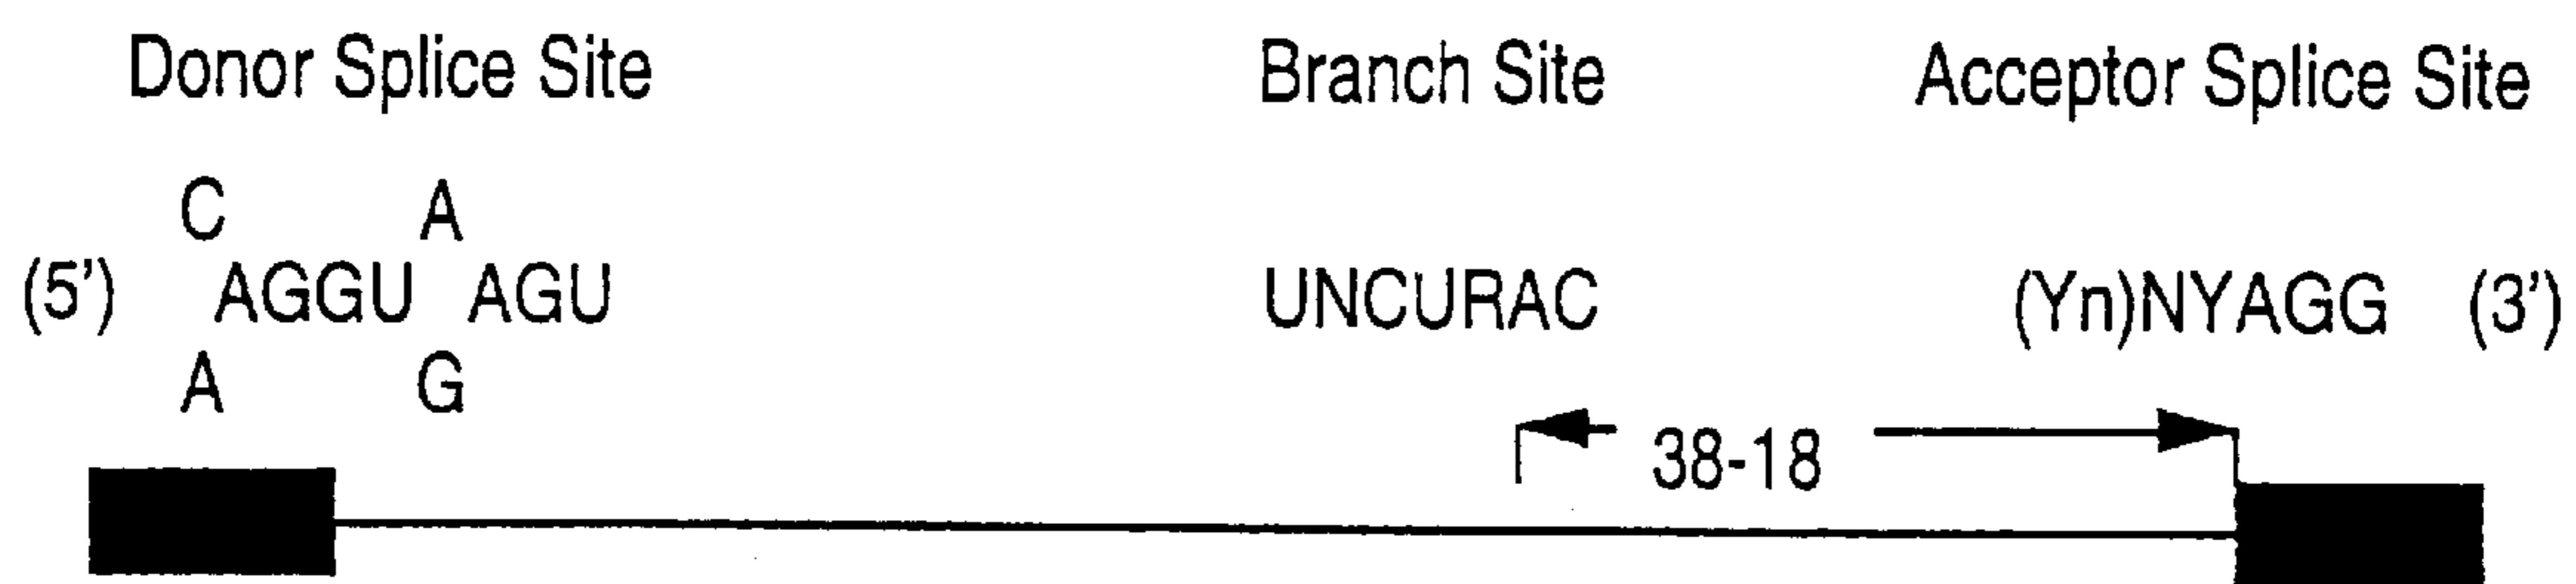 Donor Splice Site Branch Site Acceptor Splice Site
C A
(5') AGGU AGU UNCURAC (Yn)NYAGG (3')
A G
38-18